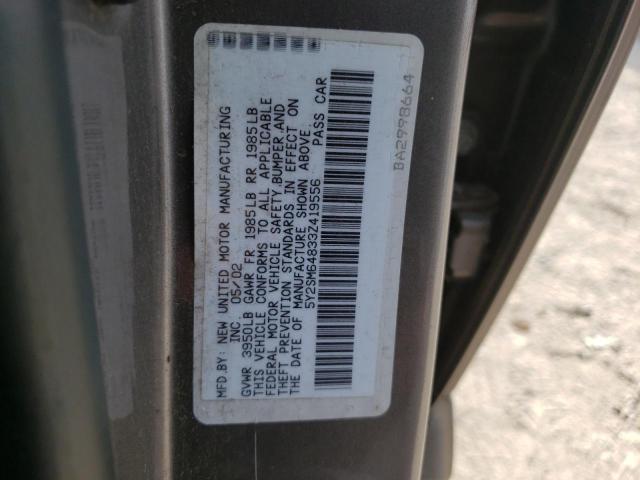 MFD.BY: NEW UNITED MOTOR MANUFACTURING
INC. 05/02
GVWR 3950LB GAWR FR 1985LB RR 1985LB
THIS VEHICLE CONFORMS TO ALL APPLICABLE
FEDERAL MOTOR VEHICLE SAFETY,BUMPER,AND
THEFT PREVENTION STANDARDS IN EFFECT ON
THE DATE OF MANUFACTURE SHOWN ABOVE.
5Y2SM64833Z419556 PASS CAR
BA2998664